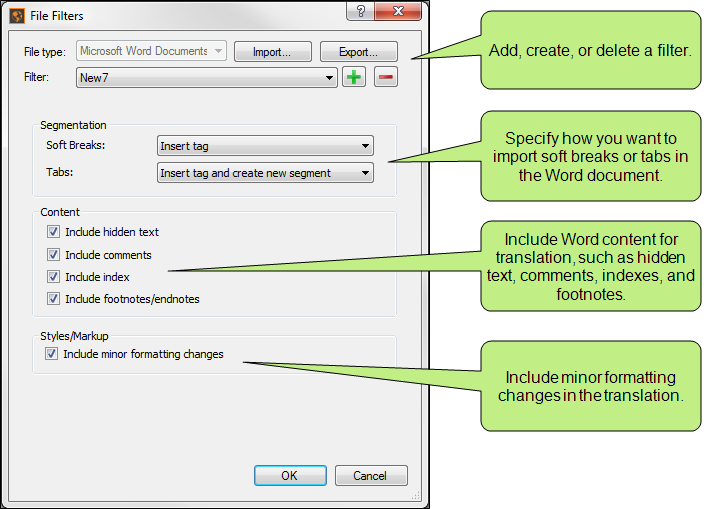 File Filters
?
File type:
Microsoft Word Documents
Import...
Export...
Filter:
New7
Segmentation
Soft Breaks:
Insert tag
Tabs:
Insert tag and create new segment
Content
Include hidden text
Include comments
Include index
Include footnotes/endnotes
Styles/Markup
Include minor formatting changes
OK
Cancel
Add, create, or delete a filter.
Specify how you want to
import soft breaks or tabs in
the Word document.
Include Word content for
translation, such as hidden
text, comments, indexes, and
footnotes.
Include minor formatting
changes in the translation.